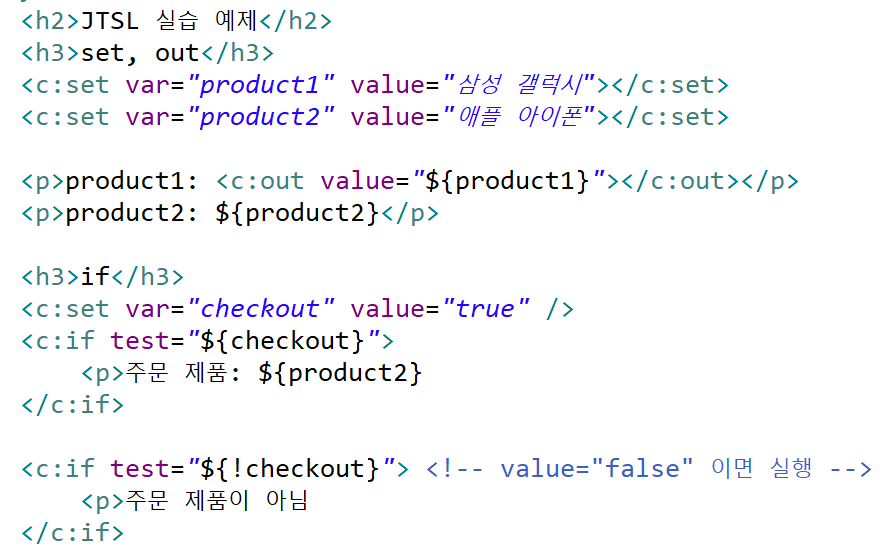 <h2>JTSL 실습 예제</h2>
<h3>set, out</h3>
<c:set var="product1" value="삼성 갤럭시"></c:set>
<c:set var="product2" value="애플 아이폰"></c:set>
<p>product1: <c:out value="${product1}"></c:out></p>
<p>product2: ${product2}</p>
<h3>if</h3>
<c:set var="checkout" value="true" />
<c:if test="${checkout}">
    <p>주문 제품: ${product2}
</c:if>
<c:if test="${!checkout}"> <!-- value="false" 이면 실행 -->
    <p>주문 제품이 아님
</c:if>